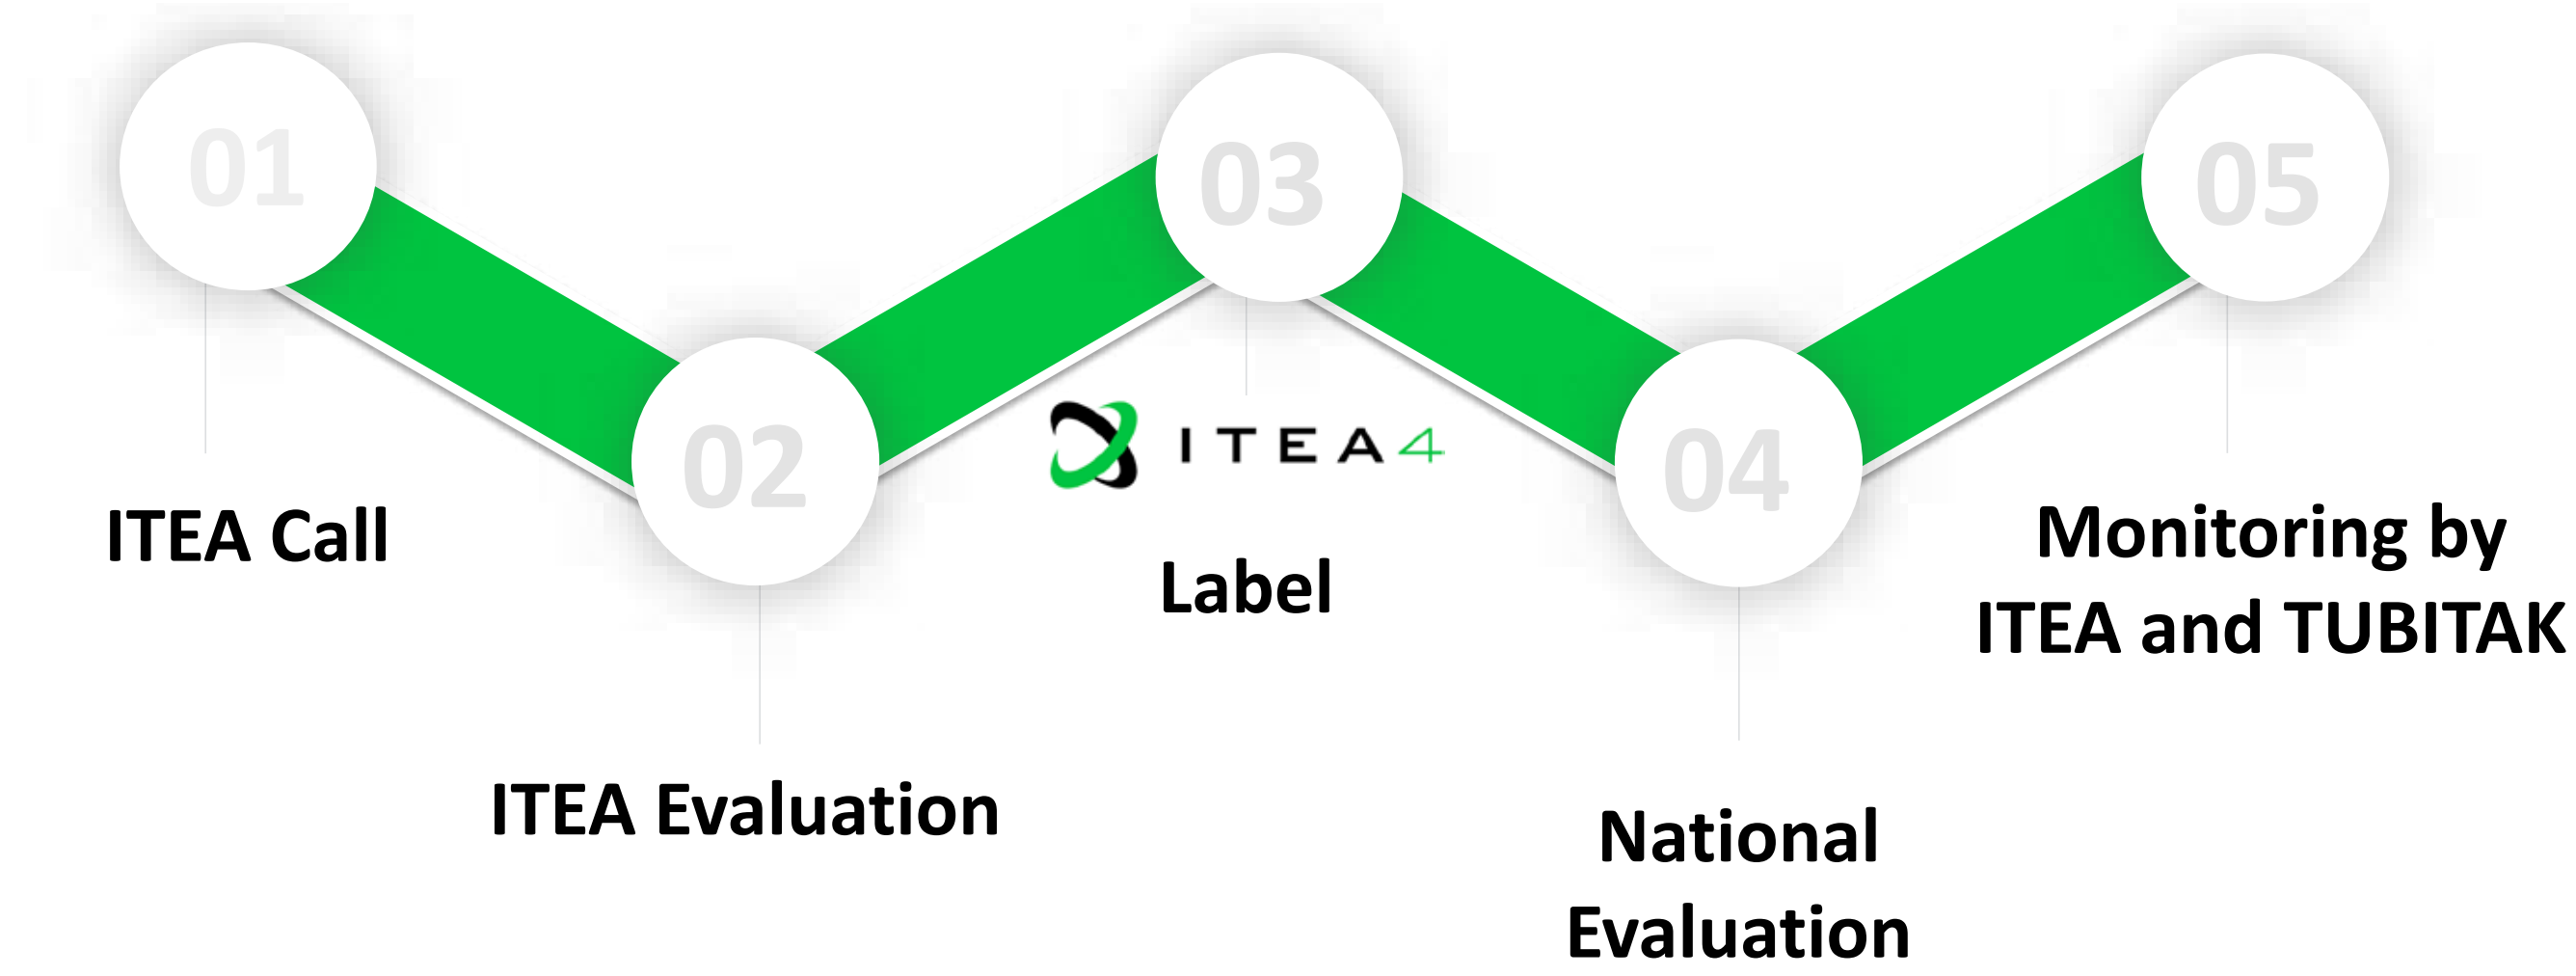 01
ITEA Call
02
ITEA Evaluation
03
ITEA4
Label
04
National
Evaluation
05
Monitoring by
ITEA and TUBITAK